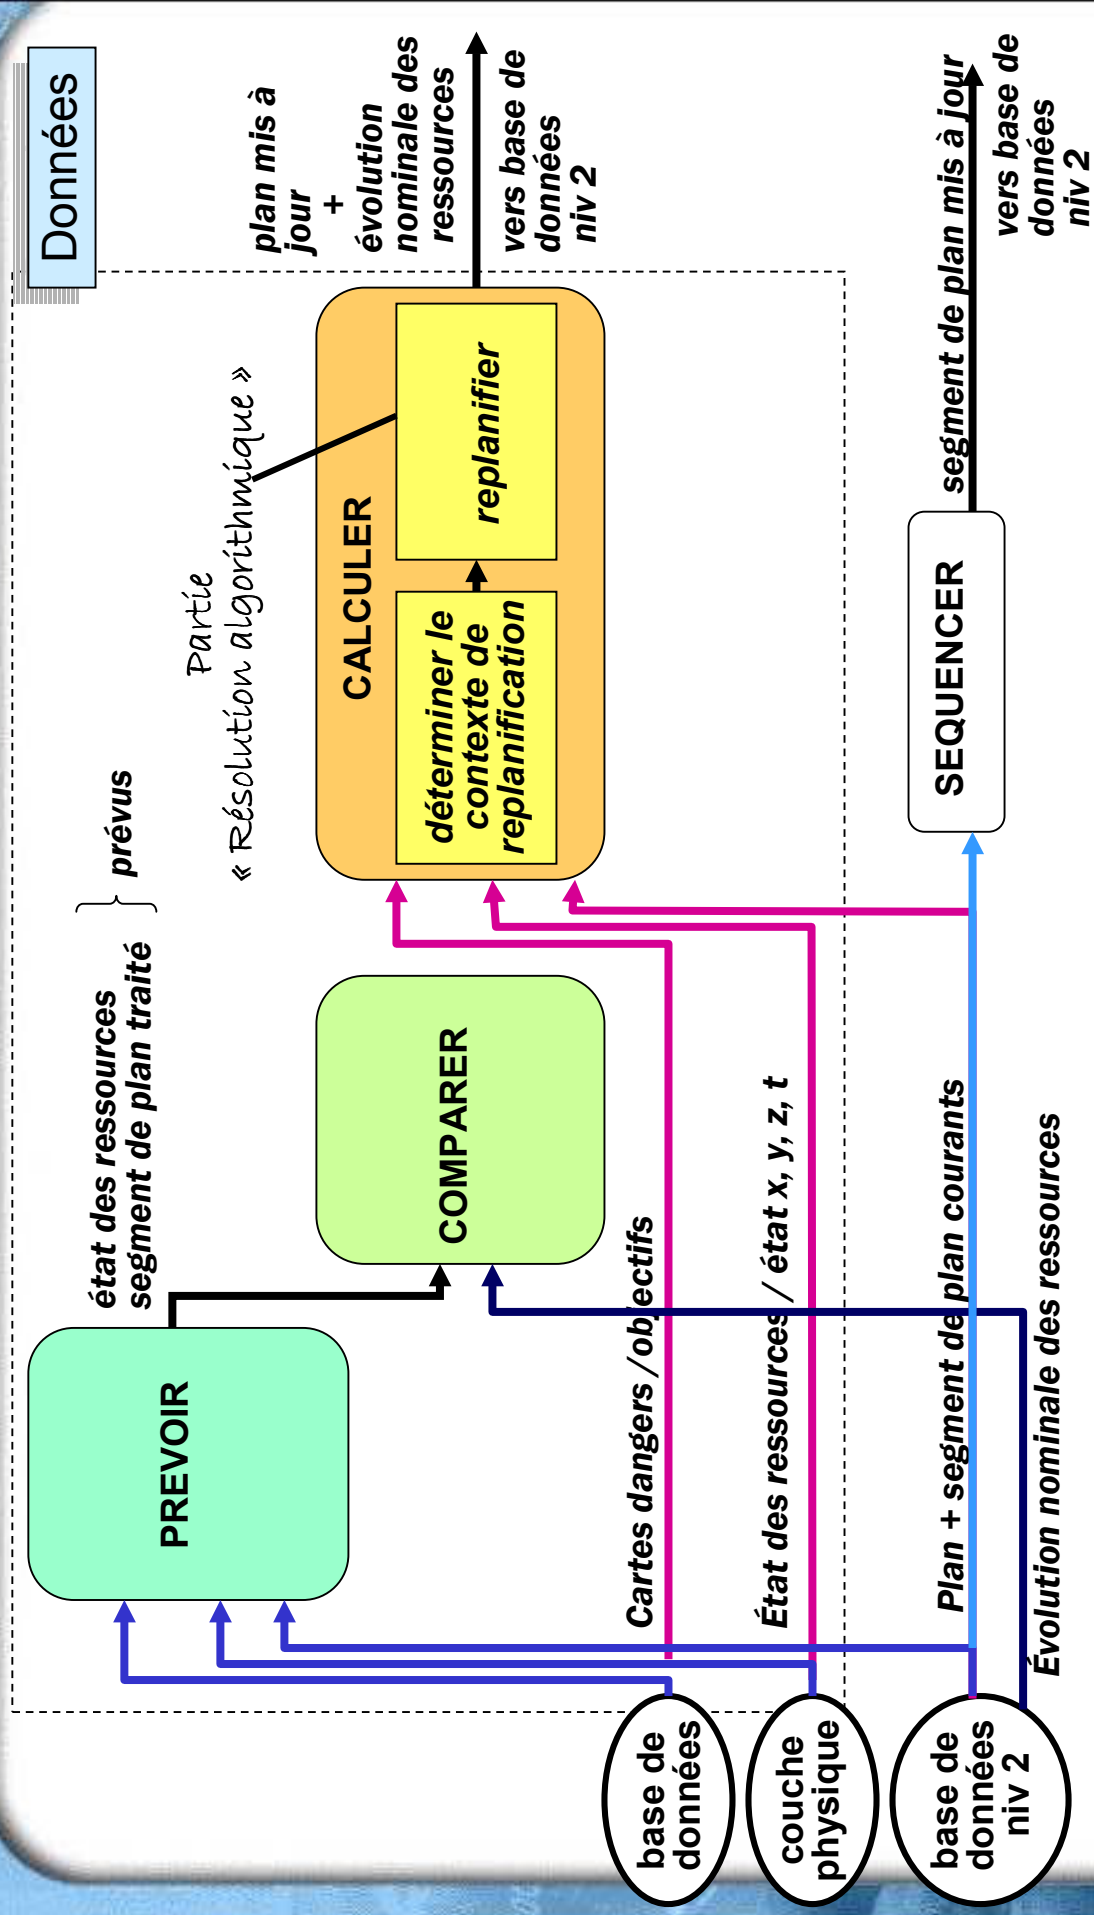 Données
état des ressources
segment de plan traité
prévus
Partie
« Résolution algorithmique »
plan mis à
jour
+
évolution
nominale des
ressources
vers base de
données
niv 2
PREVOIR
COMPARER
CALCULER
déterminer le
contexte de
replanification
replanifier
Cartes dangers /objectifs
base de
données
État des ressources / état x, y, z, t
couche
physique
Plan + segment de plan courants
SEQUENCER
segment de plan mis à jour
base de
données
niv 2
Évolution nominale des ressources
vers base de
données
niv 2